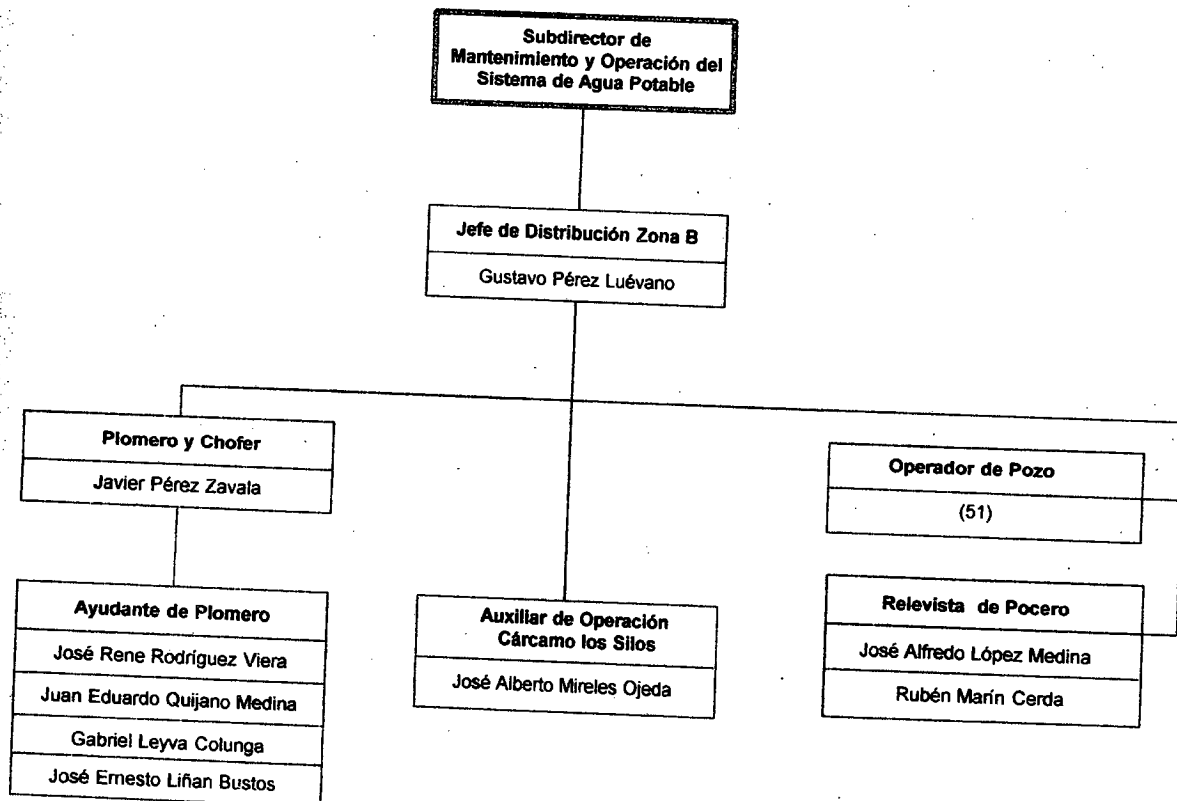 Subdirector de
Mantenimiento y Operación del
Sistema de Agua Potable
Jefe de Distribución Zona B
Gustavo Pérez Luévano
Plomero y Chofer
Javier Pérez Zavala
Operador de Pozo
(51)
Ayudante de Plomero
José Rene Rodríguez Viera
Juan Eduardo Quijano Medina
Gabriel Leyva Colunga
José Ernesto Liñan Bustos
Auxiliar de Operación
Cárcamo los Silos
José Alberto Mireles Ojeda
Relevista de Pocero
José Alfredo López Medina
Rubén Marín Cerda